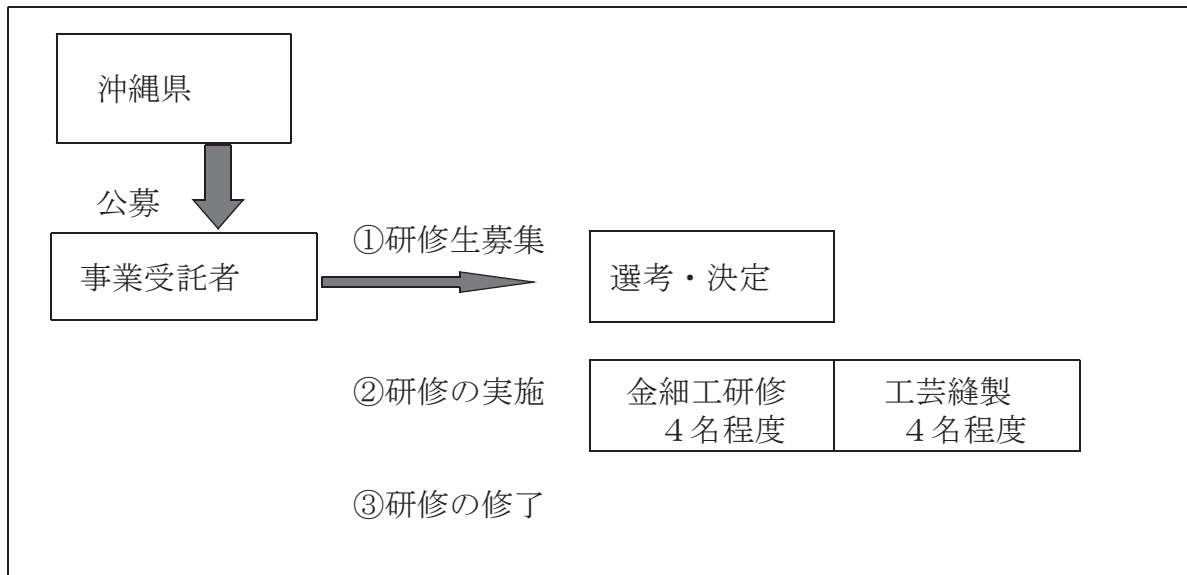 沖縄県
公募
事業受託者
①研修生募集
選考・決定
②研修の実施
金細工研修
４名程度
工芸縫製
４名程度
③研修の修了